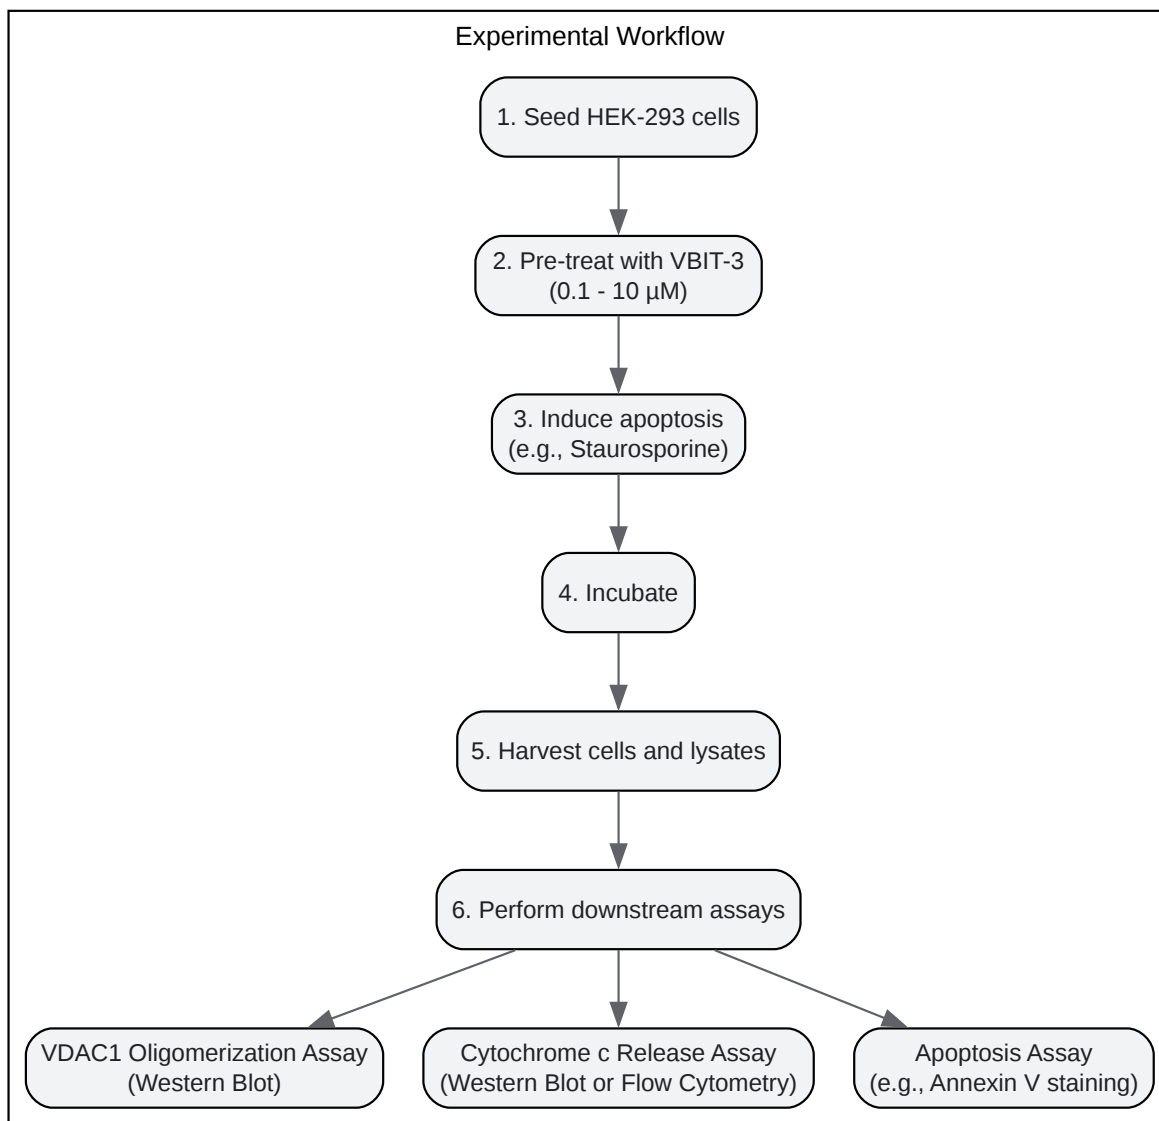 Experimental Workflow
1. Seed HEK-293 cells
2. Pre-treat with VBIT-3
(0.1 - 10 µM)
3. Induce apoptosis
(e.g., Staurosporine)
4. Incubate
5. Harvest cells and lysates
6. Perform downstream assays
VDAC1 Oligomerization Assay
(Western Blot)
Cytochrome c Release Assay
(Western Blot or Flow Cytometry)
Apoptosis Assay
(e.g., Annexin V staining)